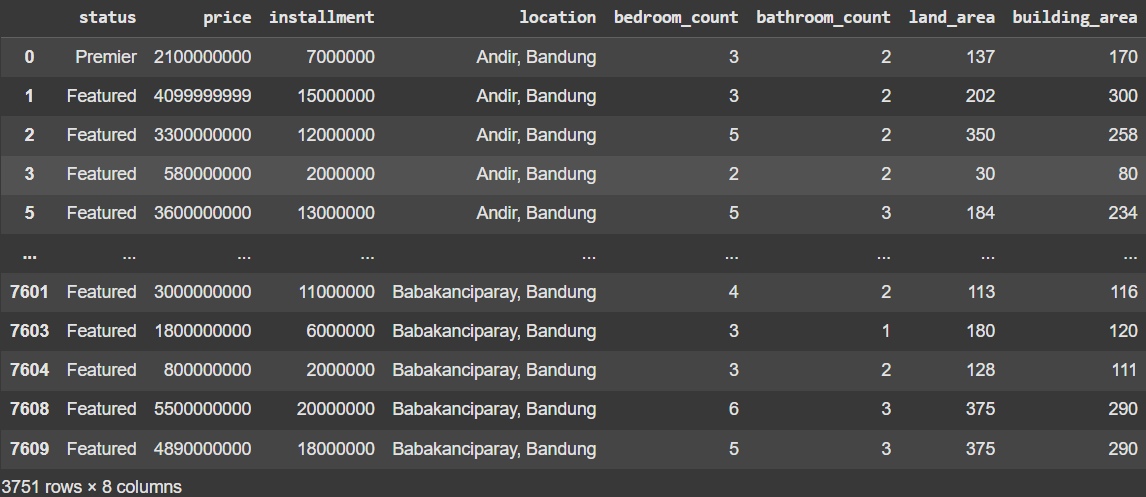 status price installment location bedroom_count bathroom_count land_area building_area
0 Premier 2100000000 7000000 Andir, Bandung 3 2 137 170
1 Featured 4099999999 15000000 Andir, Bandung 3 2 202 300
2 Featured 3300000000 12000000 Andir, Bandung 5 2 350 258
3 Featured 580000000 2000000 Andir, Bandung 2 2 30 80
5 Featured 3600000000 13000000 Andir, Bandung 5 3 184 234
... ... ... ... ... ... ... ... ...
7601 Featured 3000000000 11000000 Babakanciparay, Bandung 4 2 113 116
7603 Featured 1800000000 6000000 Babakanciparay, Bandung 3 1 180 120
7604 Featured 800000000 2000000 Babakanciparay, Bandung 3 2 128 111
7608 Featured 5500000000 20000000 Babakanciparay, Bandung 6 3 375 290
7609 Featured 4890000000 18000000 Babakanciparay, Bandung 5 3 375 290
3751 rows × 8 columns